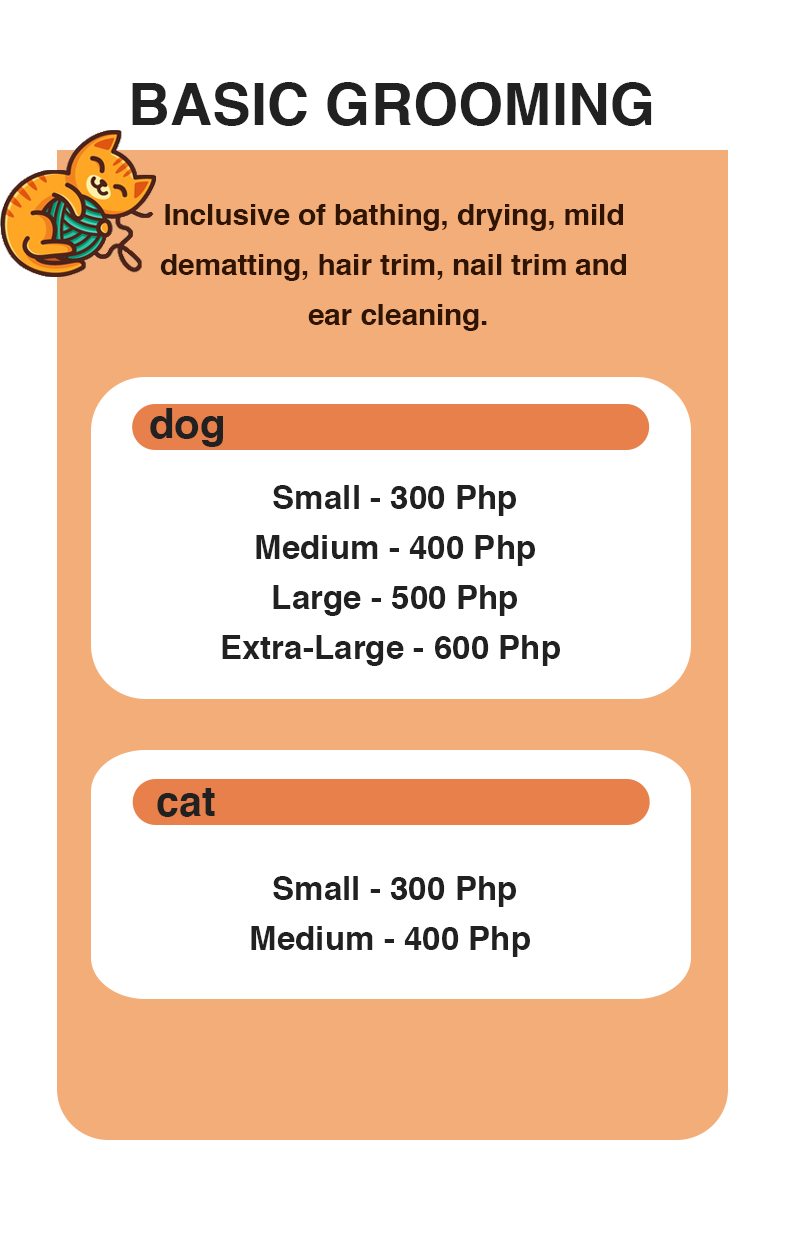 BASIC GROOMING
Inclusive of bathing, drying, mild
dematting, hair trim, nail trim and
ear cleaning.
dog
Small - 300 Php
Medium - 400 Php
Large - 500 Php
Extra-Large - 600 Php
cat
Small - 300 Php
Medium - 400 Php